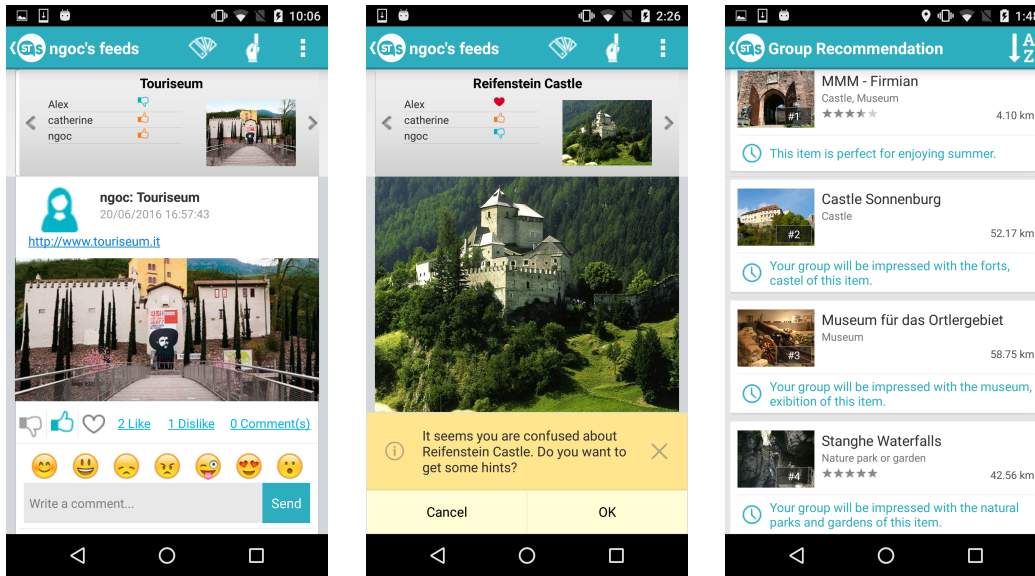 10:06
STS ngoc's feeds
Touriseum
Alex
catherine
ngoc
ngoc: Touriseum
20/06/2016 16:57:43
http://www.touriseum.it
2 Like 1 Dislike 0 Comment(s)
Write a comment... Send
2:26
STS ngoc's feeds
Reifenstein Castle
Alex
catherine
ngoc
It seems you are confused about
Reifenstein Castle. Do you want to
get some hints?
Cancel OK
1:48
STS Group Recommendation A
Z
MMM - Firmian
Castle, Museum
#1
4.10 km
This item is perfect for enjoying summer.
Castle Sonnenburg
Castle
#2 52.17 km
Your group will be impressed with the forts,
castel of this item.
Museum für das Ortlergebiet
Museum
#3 58.75 km
Your group will be impressed with the museum,
exibition of this item.
Stanghe Waterfalls
Nature park or garden
#4 42.56 km
Your group will be impressed with the natural
parks and gardens of this item.